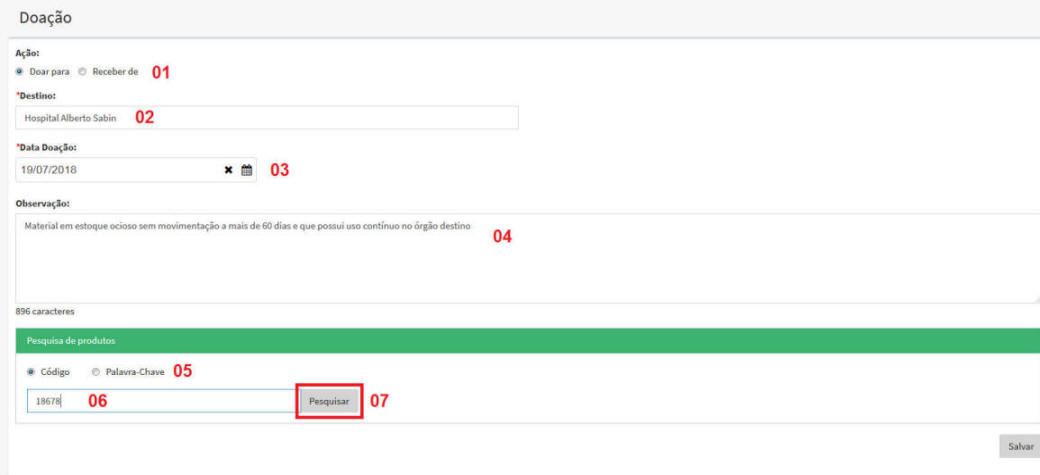 Doação
Ação:
Doar para Receber de 01
*Destino:
Hospital Alberto Sabin 02
*Data Doação:
19/07/2018 03
Observação:
Material em estoque ocioso sem movimentação a mais de 60 dias e que possui uso contínuo no órgão destino 04
896 caracteres
Pesquisa de produtos
Código Palavra-Chave 05
18678 06 Pesquisar 07
Salvar